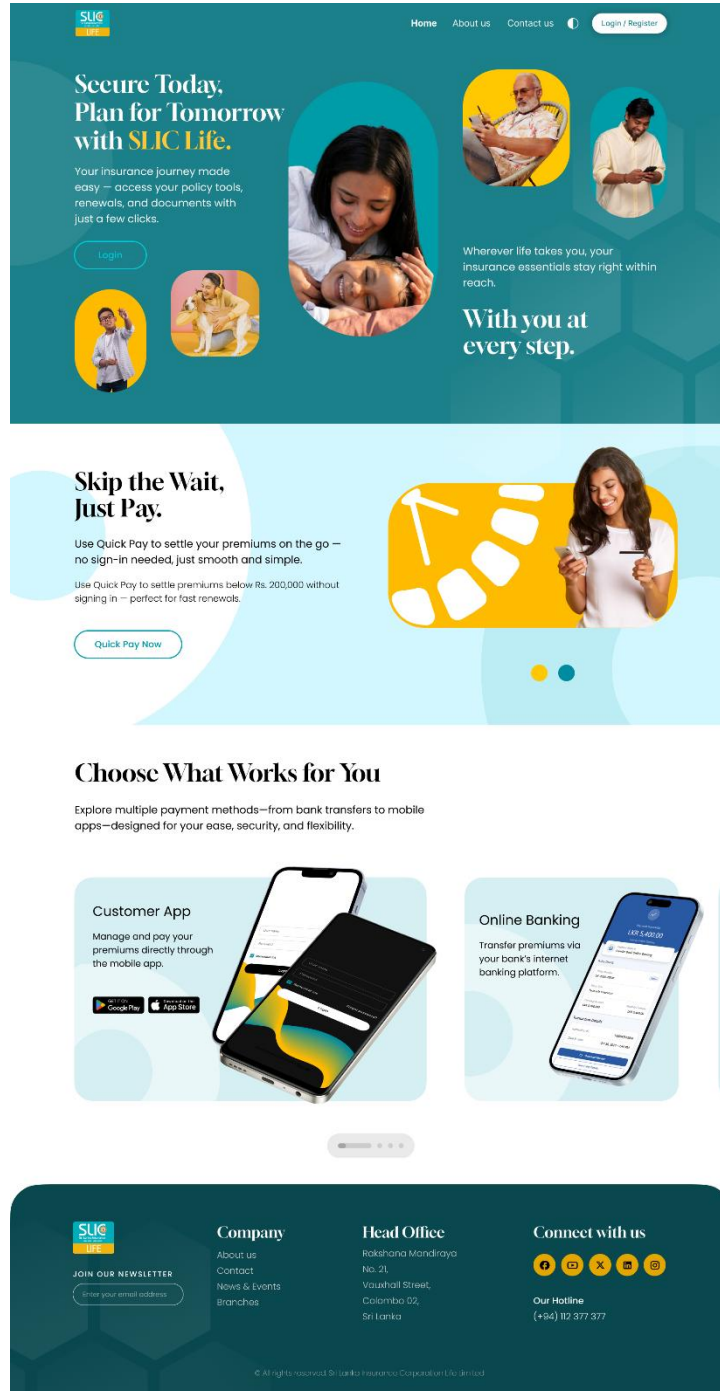 SLIC
LIFE
Home
About us
Contact us
Login / Register
Secure Today,
Plan for Tomorrow
with SLIC Life.
Your insurance journey made
easy — access your policy tools,
renewals, and documents with
just a few clicks.
Login
Wherever life takes you, your
insurance essentials stay right within
reach.
With you at
every step.
Skip the Wait,
Just Pay.
Use Quick Pay to settle your premiums on the go —
no sign-in needed, just smooth and simple.
Use Quick Pay to settle premiums below Rs. 200,000 without
signing in — perfect for fast renewals.
Quick Pay Now
Choose What Works for You
Explore multiple payment methods—from bank transfers to mobile
apps—designed for your ease, security, and flexibility.
Customer App
Manage and pay your
premiums directly through
the mobile app.
GET IT ON
Google Play
App Store
Online Banking
Transfer premiums via
your bank's internet
banking platform.
LKR 5,400.00
SLIC
LIFE
JOIN OUR NEWSLETTER
Enter your email address
Company
About us
Contact
News & Events
Branches
Head Office
Rakshana Mandiraya
No. 21,
Vauxhall Street,
Colombo 02,
Sri Lanka
Connect with us
Our Hotline
(+94) 112 377 377
© All rights reserved. Sri Lanka Insurance Corporation Life Limited